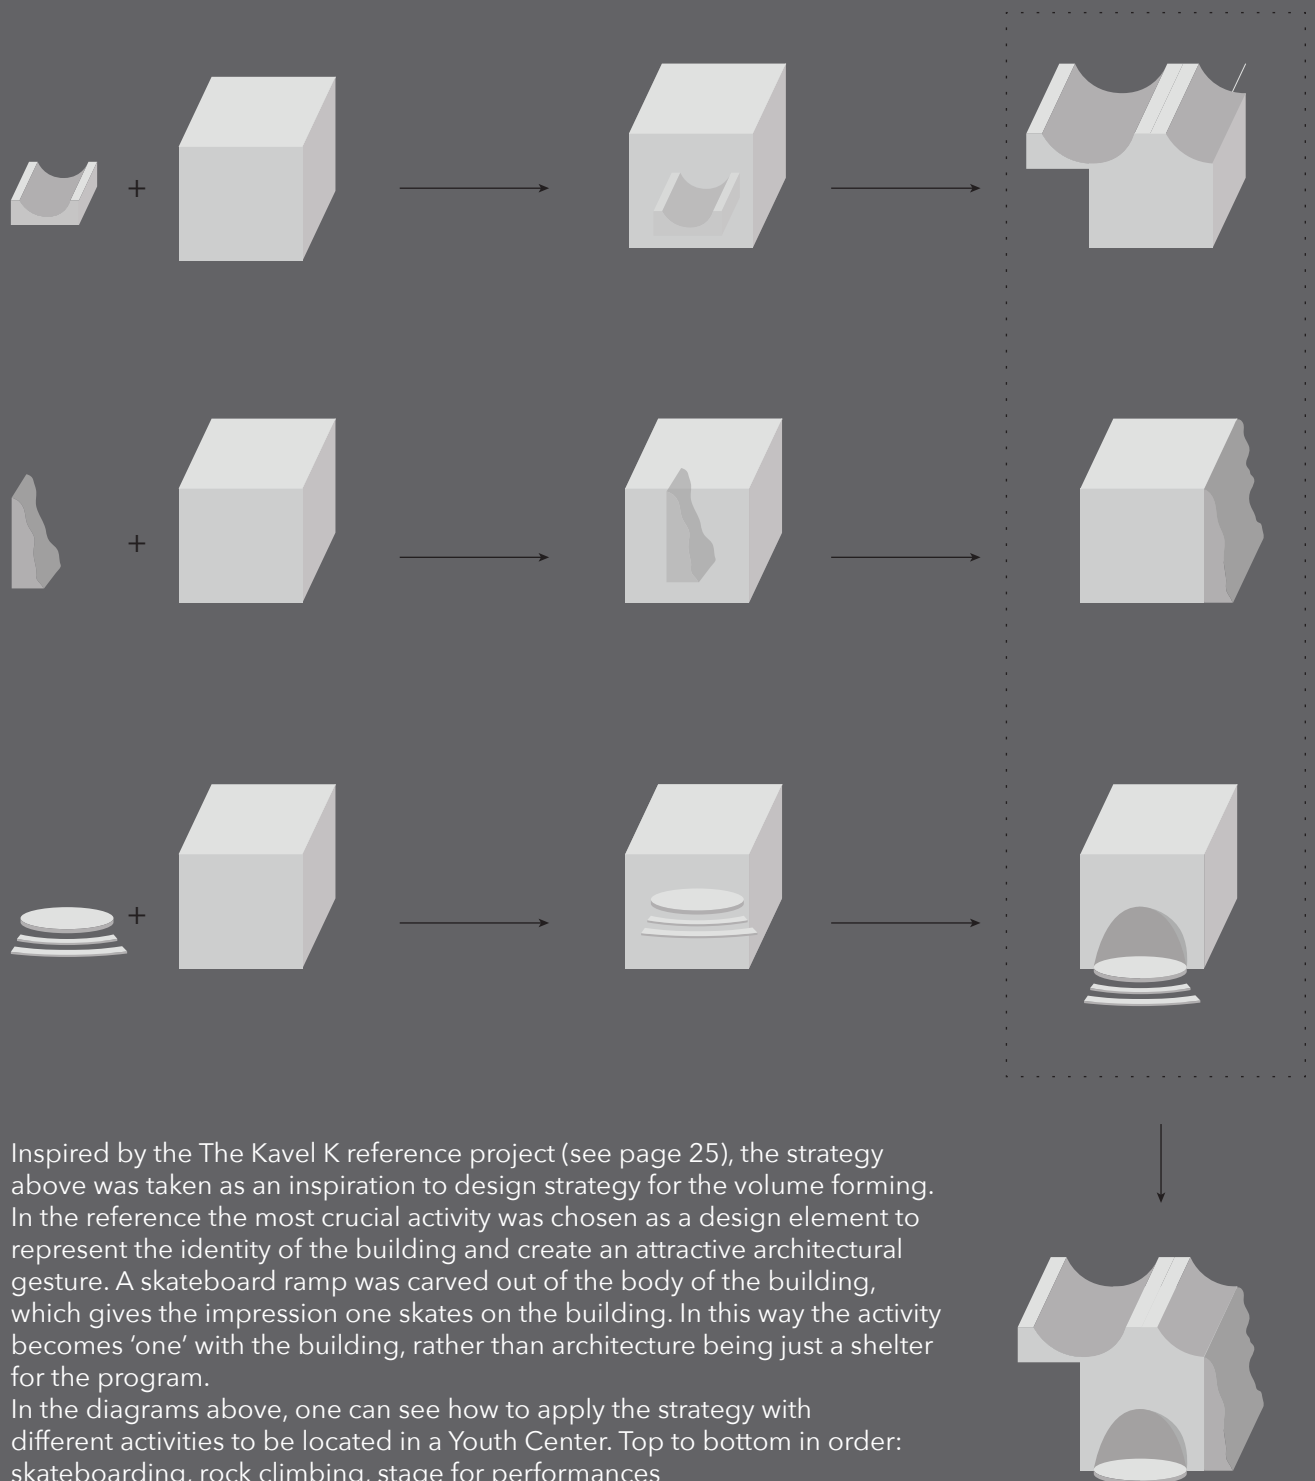 +
+
+
Inspired by the The Kavel K reference project (see page 25), the strategy
above was taken as an inspiration to design strategy for the volume forming.
In the reference the most crucial activity was chosen as a design element to
represent the identity of the building and create an attractive architectural
gesture. A skateboard ramp was carved out of the body of the building,
which gives the impression one skates on the building. In this way the activity
becomes ‘one’ with the building, rather than architecture being just a shelter
for the program.
In the diagrams above, one can see how to apply the strategy with
different activities to be located in a Youth Center. Top to bottom in order:
skateboarding, rock climbing, stage for performances